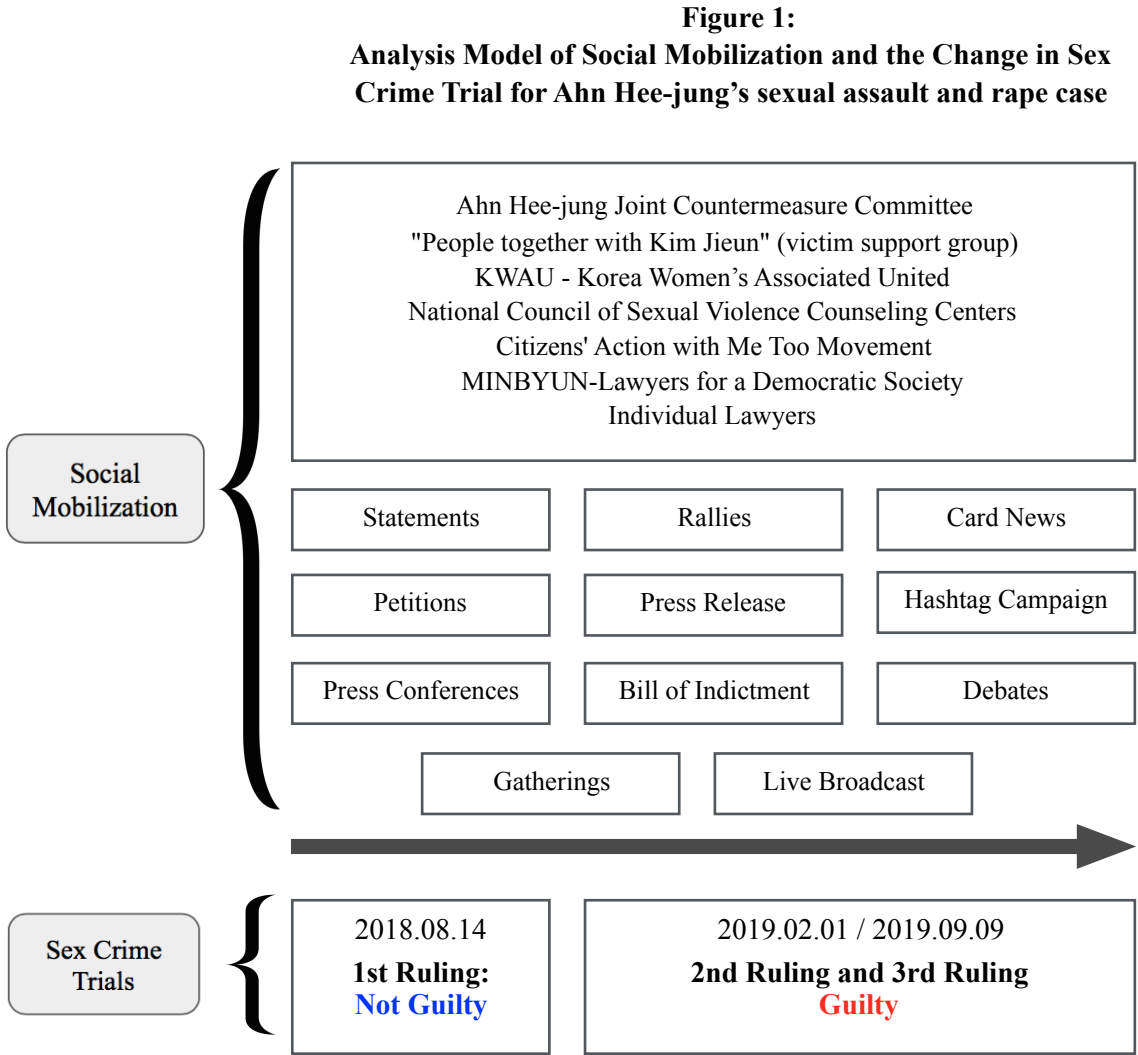 Figure 1:
Analysis Model of Social Mobilization and the Change in Sex
Crime Trial for Ahn Hee-jung’s sexual assault and rape case
Ahn Hee-jung Joint Countermeasure Committee
"People together with Kim Jieun" (victim support group)
KWAU - Korea Women’s Associated United
National Council of Sexual Violence Counseling Centers
Citizens' Action with Me Too Movement
MINBYUN-Lawyers for a Democratic Society
Individual Lawyers
Social
Mobilization
Statements
Rallies
Card News
Petitions
Press Release
Hashtag Campaign
Press Conferences
Bill of Indictment
Debates
Gatherings
Live Broadcast
Sex Crime
Trials
2018.08.14
1st Ruling:
Not Guilty
2019.02.01 / 2019.09.09
2nd Ruling and 3rd Ruling
Guilty